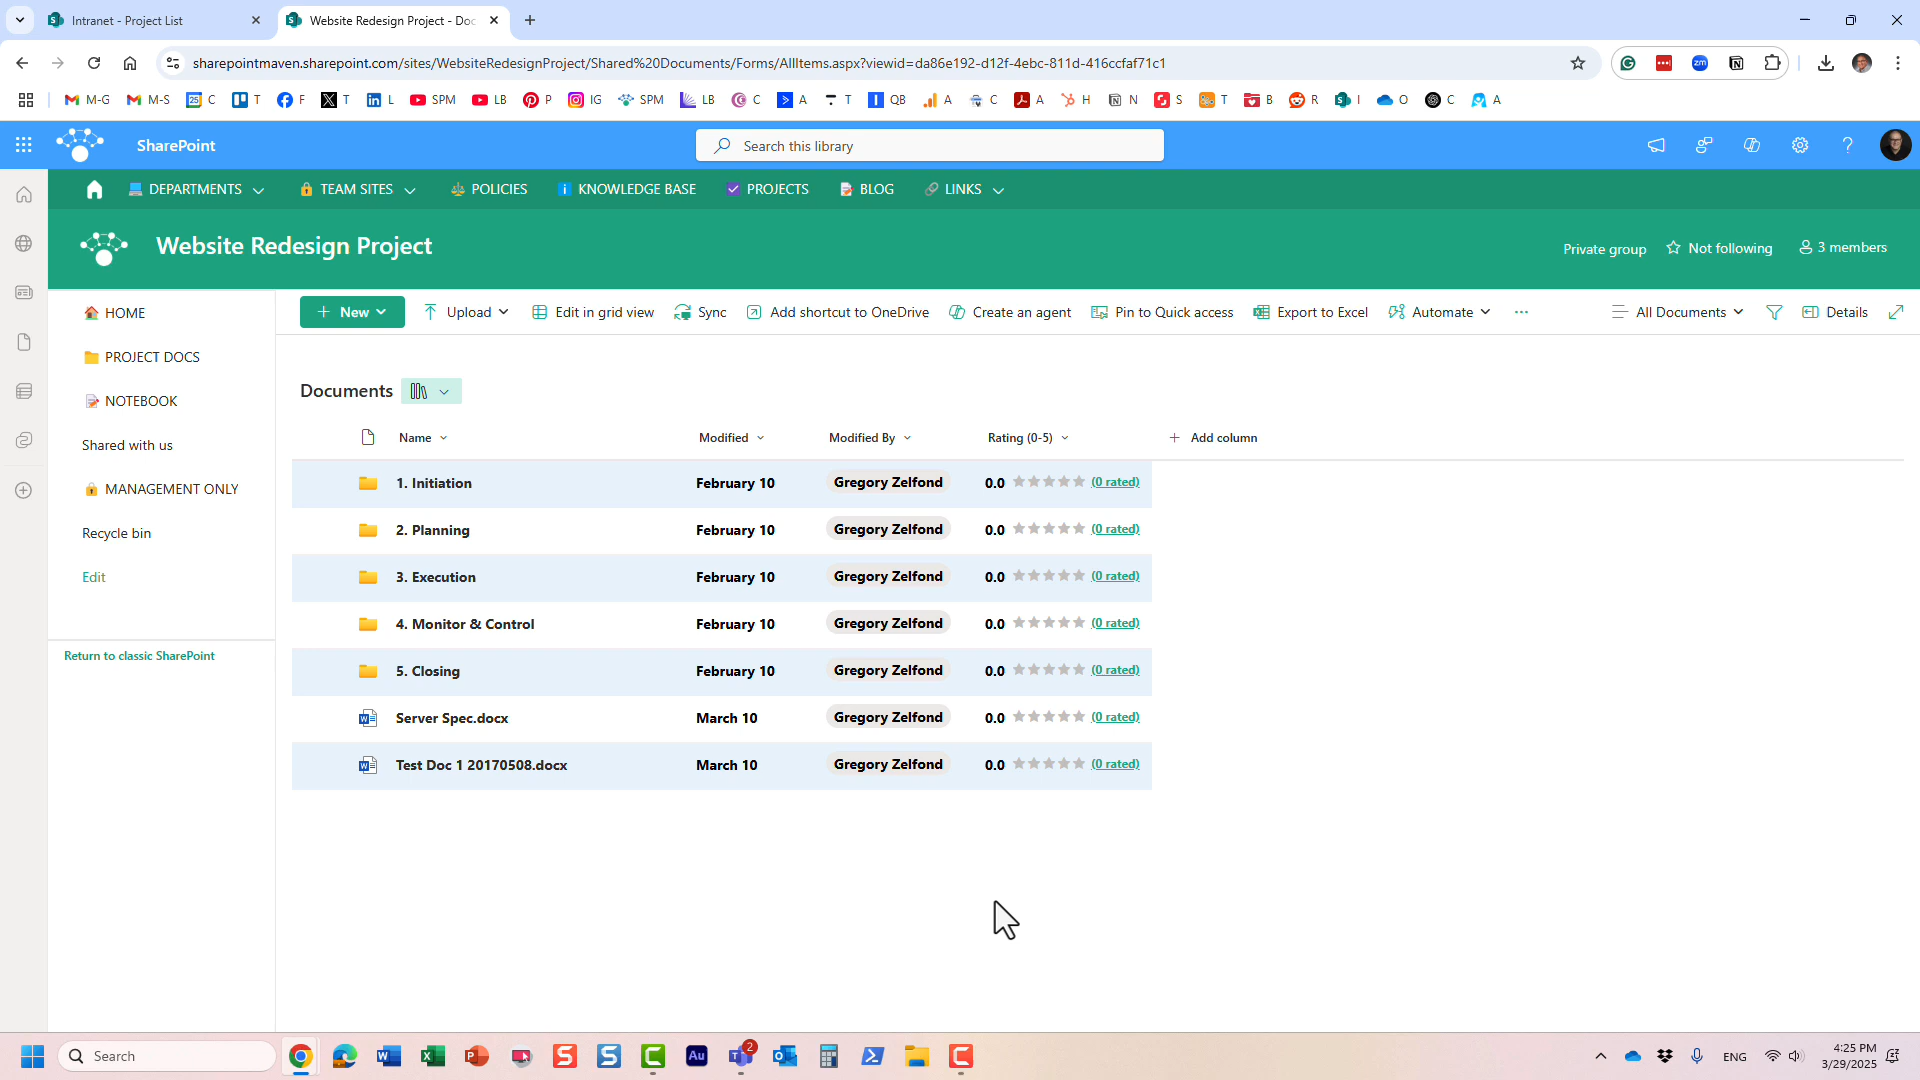 Intranet - Project List
Website Redesign Project - Doc
sharepointmaven.sharepoint.com/sites/WebsiteRedesignProject/Shared%20Documents/Forms/AllItems.aspx?viewid=da86e192-d12f-4ebc-811d-416ccfaf71c1
M-G M-S C T F T L SPM LB P IG SPM LB C A T QB A C A H N S T B R I O C A
SharePoint
Search this library
DEPARTMENTS TEAM SITES POLICIES KNOWLEDGE BASE PROJECTS BLOG LINKS
Website Redesign Project
Private group Not following 3 members
HOME
PROJECT DOCS
NOTEBOOK
Shared with us
MANAGEMENT ONLY
Recycle bin
Edit
Return to classic SharePoint
New Upload Edit in grid view Sync Add shortcut to OneDrive Create an agent Pin to Quick access Export to Excel Automate ... All Documents Details
Documents
Name Modified Modified By Rating (0-5) Add column
1. Initiation February 10 Gregory Zelfond 0.0 (0 rated)
2. Planning February 10 Gregory Zelfond 0.0 (0 rated)
3. Execution February 10 Gregory Zelfond 0.0 (0 rated)
4. Monitor & Control February 10 Gregory Zelfond 0.0 (0 rated)
5. Closing February 10 Gregory Zelfond 0.0 (0 rated)
Server Spec.docx March 10 Gregory Zelfond 0.0 (0 rated)
Test Doc 1 20170508.docx March 10 Gregory Zelfond 0.0 (0 rated)
Search
2
ENG
4:25 PM
3/29/2025